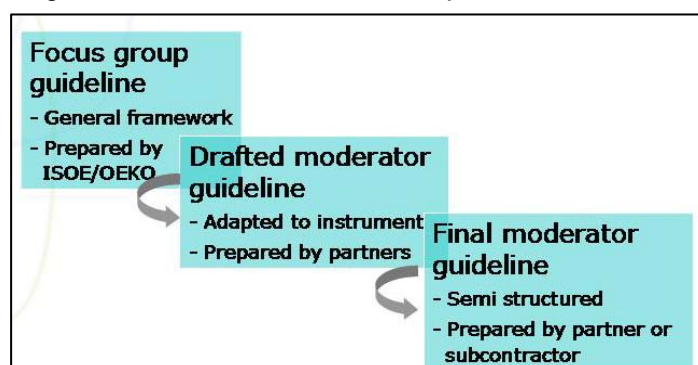 Focus group
guideline
- General framework
- Prepared by
ISOE/OEKO
Drafted moderator
guideline
- Adapted to instrument
- Prepared by partners
Final moderator
guideline
- Semi structured
- Prepared by partner or
subcontractor